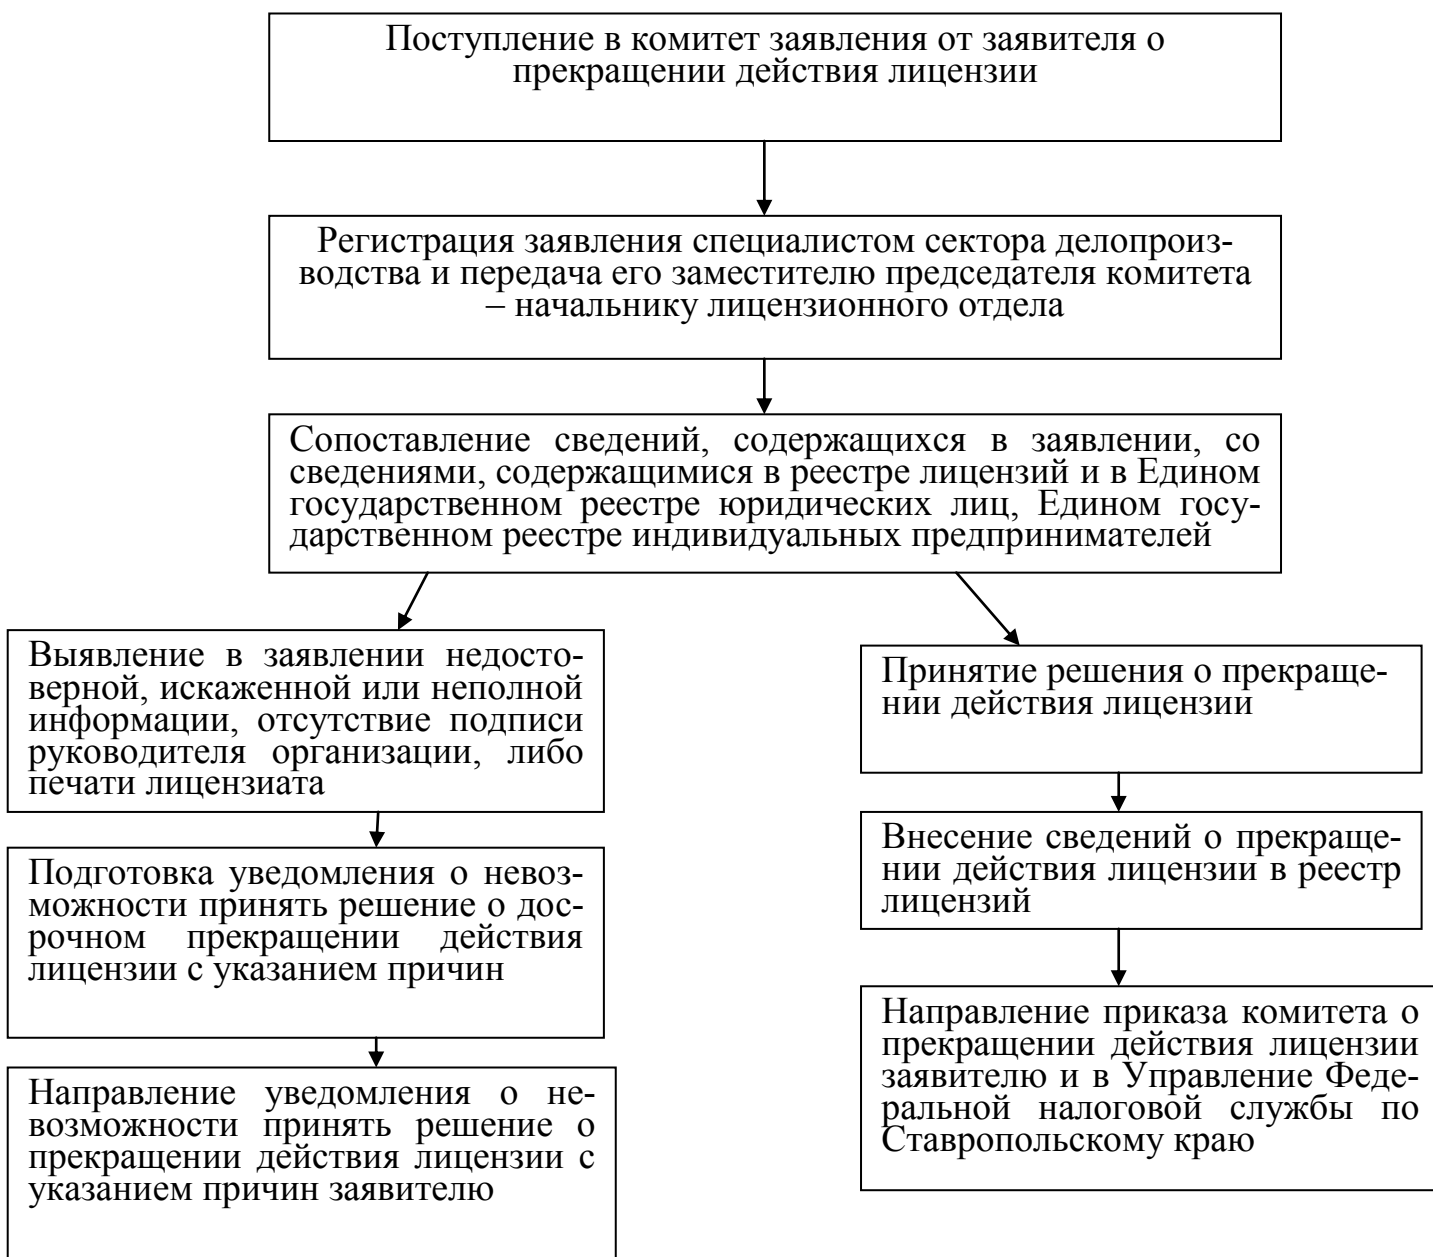 Поступление в комитет заявления от заявителя о
прекращении действия лицензии
Регистрация заявления специалистом сектора делопроиз-
водства и передача его заместителю председателя комитета
– начальнику лицензионного отдела
Сопоставление сведений, содержащихся в заявлении, со
сведениями, содержащимися в реестре лицензий и в Едином
государственном реестре юридических лиц, Едином госу-
дарственном реестре индивидуальных предпринимателей
Выявление в заявлении недосто-
верной, искаженной или неполной
информации, отсутствие подписи
руководителя организации, либо
печати лицензиата
Подготовка уведомления о невоз-
можности принять решение о дос-
рочном прекращении действия
лицензии с указанием причин
Направление уведомления о не-
возможности принять решение о
прекращении действия лицензии с
указанием причин заявителю
Принятие решения о прекраще-
нии действия лицензии
Внесение сведений о прекраще-
нии действия лицензии в реестр
лицензий
Направление приказа комитета о
прекращении действия лицензии
заявителю и в Управление Феде-
ральной налоговой службы по
Ставропольскому краю